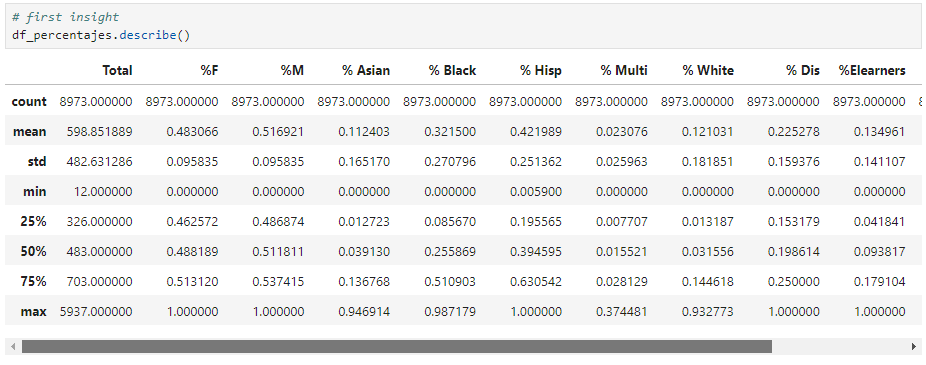 # first insight
df_percentajes.describe()
Total %F %M % Asian % Black % Hisp % Multi % White % Dis %Elearners
count 8973.000000 8973.000000 8973.000000 8973.000000 8973.000000 8973.000000 8973.000000 8973.000000 8973.000000 8973.000000
mean 598.851889 0.483066 0.516921 0.112403 0.321500 0.421989 0.023076 0.121031 0.225278 0.134961
std 482.631286 0.095835 0.095835 0.165170 0.270796 0.251362 0.025963 0.181851 0.159376 0.141107
min 12.000000 0.000000 0.000000 0.000000 0.000000 0.005900 0.000000 0.000000 0.000000 0.000000
25% 326.000000 0.462572 0.486874 0.012723 0.085670 0.195565 0.007707 0.013187 0.153179 0.041841
50% 483.000000 0.488189 0.511811 0.039130 0.255869 0.394595 0.015521 0.031556 0.198614 0.093817
75% 703.000000 0.513120 0.537415 0.136768 0.510903 0.630542 0.028129 0.144618 0.250000 0.179104
max 5937.000000 1.000000 1.000000 0.946914 0.987179 1.000000 0.374481 0.932773 1.000000 1.000000